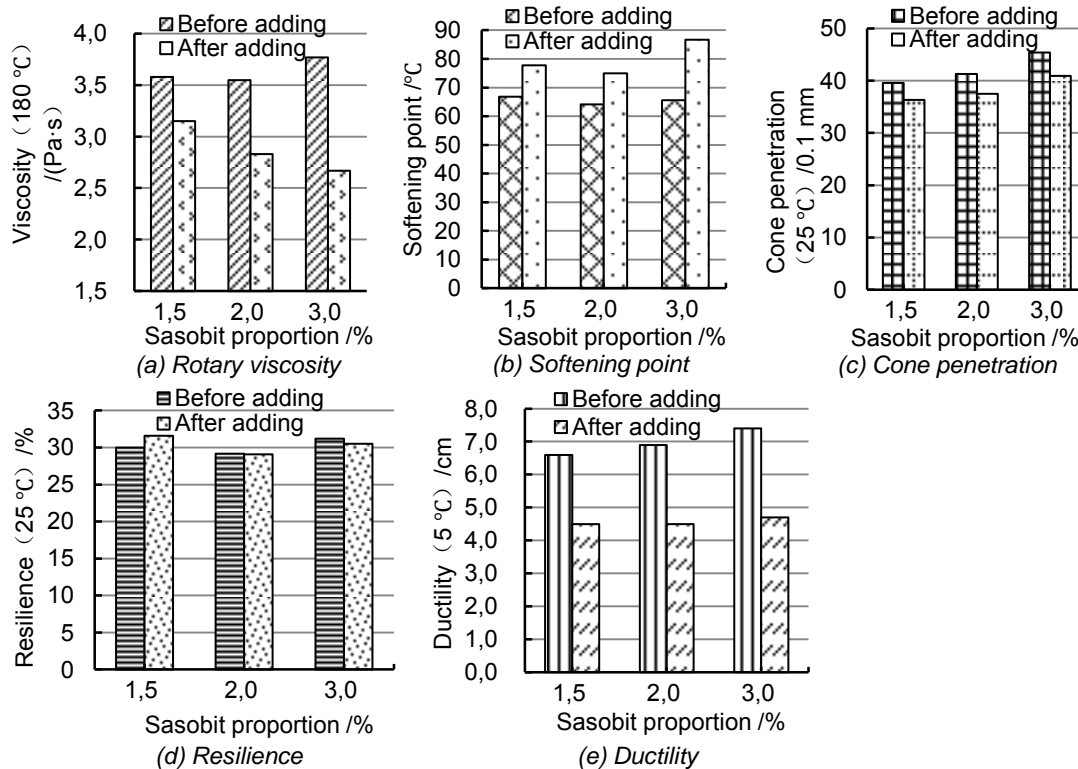 Before adding
After adding
4,0
3,5
3,0
2,5
2,0
1,5
Viscosity（180 ℃）
/(Pa·s)
1,5 2,0 3,0
Sasobit proportion /%
(a) Rotary viscosity
Before adding
After adding
90
80
70
60
50
40
30
20
10
0
Softening point /℃
1,5 2,0 3,0
Sasobit proportion /%
(b) Softening point
Before adding
After adding
50
40
30
20
10
0
Cone penetration
（25 ℃）/0.1 mm
1,5 2,0 3,0
Sasobit proportion /%
(c) Cone penetration
Before adding
After adding
35
30
25
20
15
10
5
0
Resilience（25 ℃）/%
1,5 2,0 3,0
Sasobit proportion /%
(d) Resilience
Before adding
After adding
8,0
7,0
6,0
5,0
4,0
3,0
2,0
1,0
0,0
Ductility（5 ℃）/cm
1,5 2,0 3,0
Sasobit proportion /%
(e) Ductility